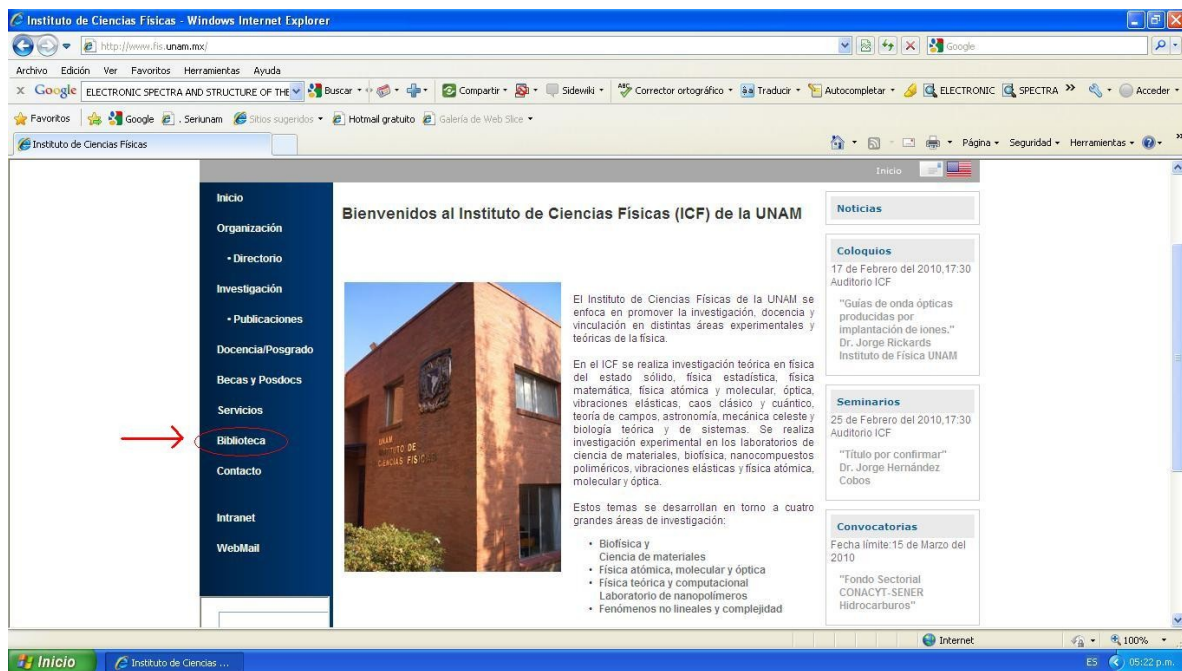 Instituto de Ciencias Físicas - Windows Internet Explorer
http://www.fis.unam.mx/
Google
Archivo Edición Ver Favoritos Herramientas Ayuda
x Google ELECTRONIC SPECTRA AND STRUCTURE OF THE Buscar Compartir Sidewiki Corrector ortográfico Traducir Autocompletar ELECTRONIC SPECTRA Acceder
Favoritos Google . Seriunam Sitios sugeridos Hotmail gratuito Galería de Web Slice
Instituto de Ciencias Físicas
Página Seguridad Herramientas
Inicio
Inicio
Organización
• Directorio
Investigación
• Publicaciones
Docencia/Posgrado
Becas y Posdocs
Servicios
Biblioteca
Contacto
Intranet
WebMail
Bienvenidos al Instituto de Ciencias Físicas (ICF) de la UNAM
UNAM
INSTITUTO DE
CIENCIAS FISICAS
El Instituto de Ciencias Físicas de la UNAM se
enfoca en promover la investigación, docencia y
vinculación en distintas áreas experimentales y
teóricas de la física.
En el ICF se realiza investigación teórica en física
del estado sólido, física estadística, física
matemática, física atómica y molecular, óptica,
vibraciones elásticas, caos clásico y cuántico,
teoría de campos, astronomía, mecánica celeste y
biología teórica y de sistemas. Se realiza
investigación experimental en los laboratorios de
ciencia de materiales, biofísica, nanocompuestos
poliméricos, vibraciones elásticas y física atómica,
molecular y óptica.
Estos temas se desarrollan en torno a cuatro
grandes áreas de investigación:
• Biofísica y
Ciencia de materiales
• Física atómica, molecular y óptica
• Física teórica y computacional
Laboratorio de nanopolímeros
• Fenómenos no lineales y complejidad
Noticias
Coloquios
17 de Febrero del 2010,17:30
Auditorio ICF
"Guías de onda ópticas
producidas por
implantación de iones."
Dr. Jorge Rickards
Instituto de Física UNAM
Seminarios
25 de Febrero del 2010,17:30
Auditorio ICF
"Título por confirmar"
Dr. Jorge Hernández
Cobos
Convocatorias
Fecha límite:15 de Marzo del
2010
"Fondo Sectorial
CONACYT-SENER
Hidrocarburos"
Internet 100%
Inicio Instituto de Ciencias ... ES 05:22 p.m.